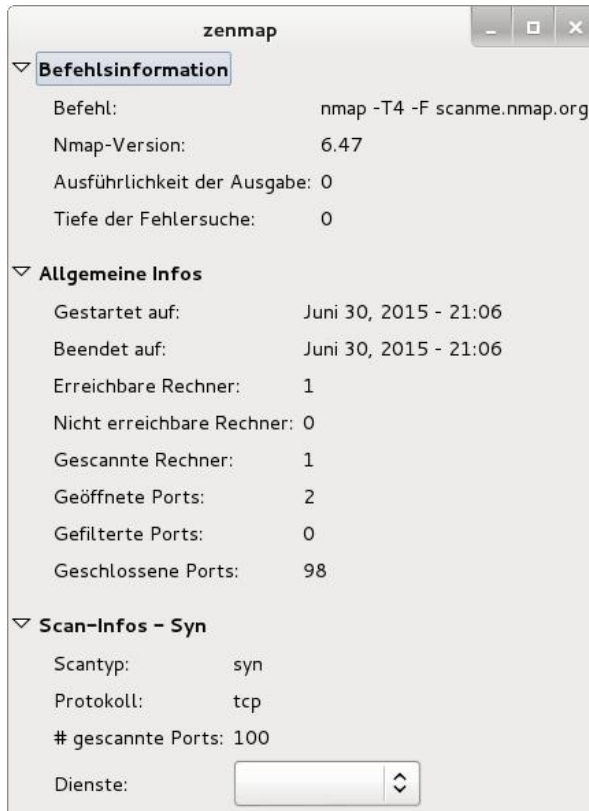 zenmap
Befehlsinformation
Befehl: nmap -T4 -F scanme.nmap.org
Nmap-Version: 6.47
Ausführlichkeit der Ausgabe: 0
Tiefe der Fehlersuche: 0
Allgemeine Infos
Gestartet auf: Juni 30, 2015 - 21:06
Beendet auf: Juni 30, 2015 - 21:06
Erreichbare Rechner: 1
Nicht erreichbare Rechner: 0
Gescannte Rechner: 1
Geöffnete Ports: 2
Gefilterte Ports: 0
Geschlossene Ports: 98
Scan-Infos - Syn
Scantyp: syn
Protokoll: tcp
# gescannte Ports: 100
Dienste: